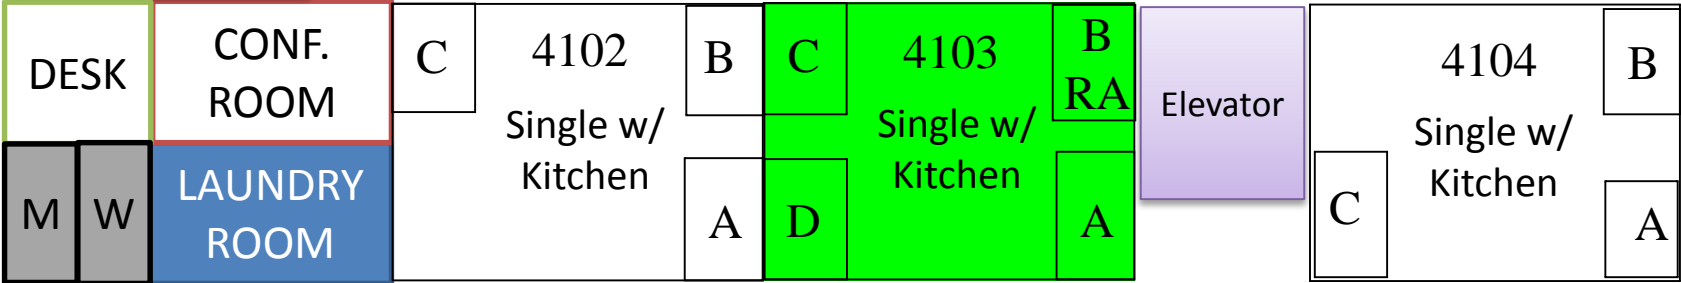 DESK
CONF.
ROOM
M W
LAUNDRY
ROOM
C 4102 B
Single w/
Kitchen
A
C 4103 B
RA
Single w/
Kitchen
D A
Elevator
4104 B
Single w/
Kitchen
C A